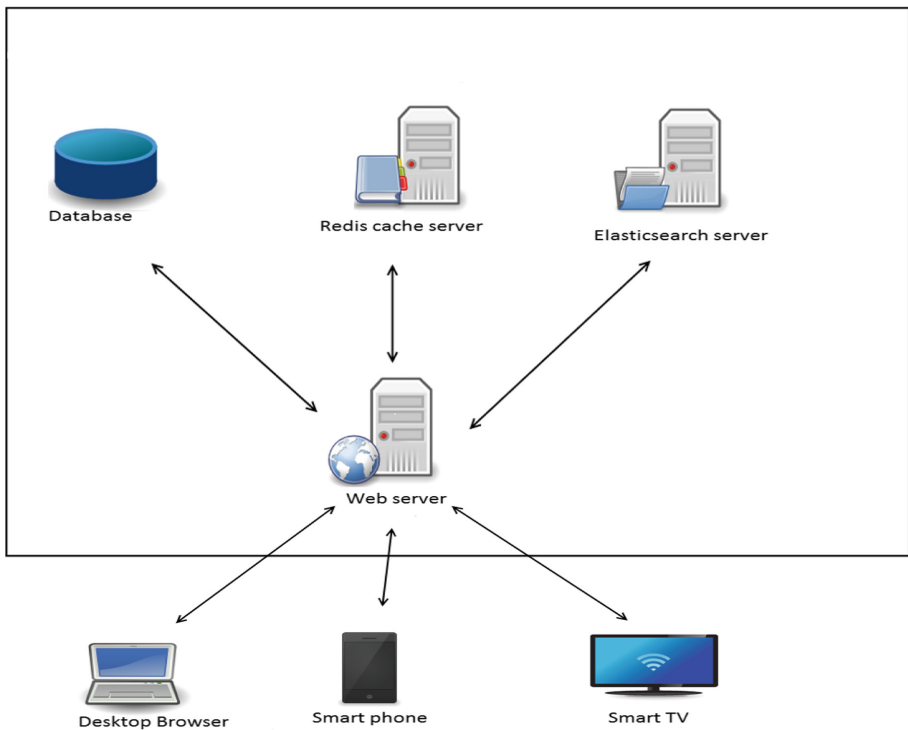 Database
Redis cache server
Elasticsearch server
Web server
Desktop Browser
Smart phone
Smart TV